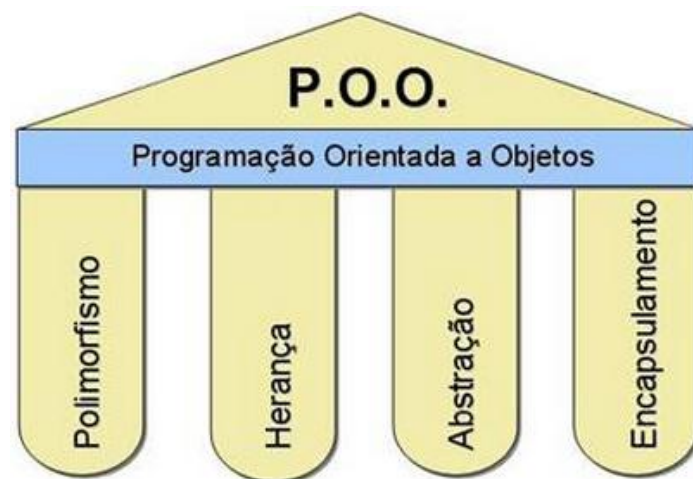 P.O.O.
Programação Orientada a Objetos
Polimorfismo
Herança
Abstração
Encapsulamento